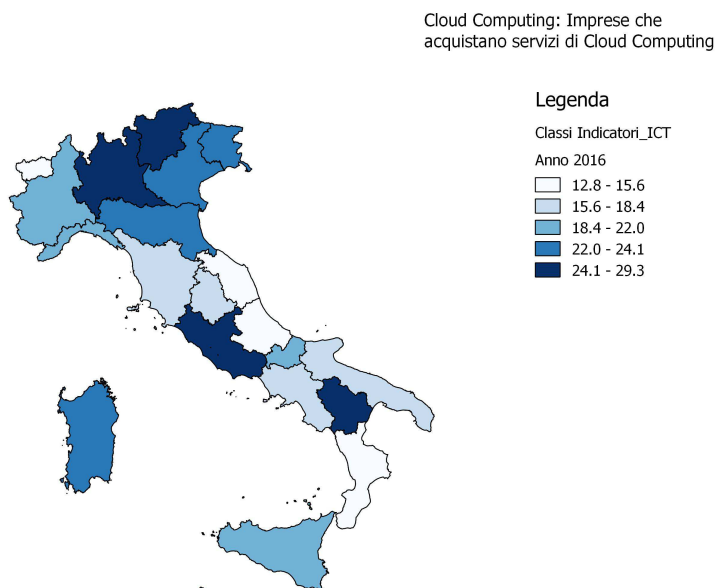 Cloud Computing: Imprese che
acquistano servizi di Cloud Computing
Legenda
Classi Indicatori_ICT
Anno 2016
12.8 - 15.6
15.6 - 18.4
18.4 - 22.0
22.0 - 24.1
24.1 - 29.3